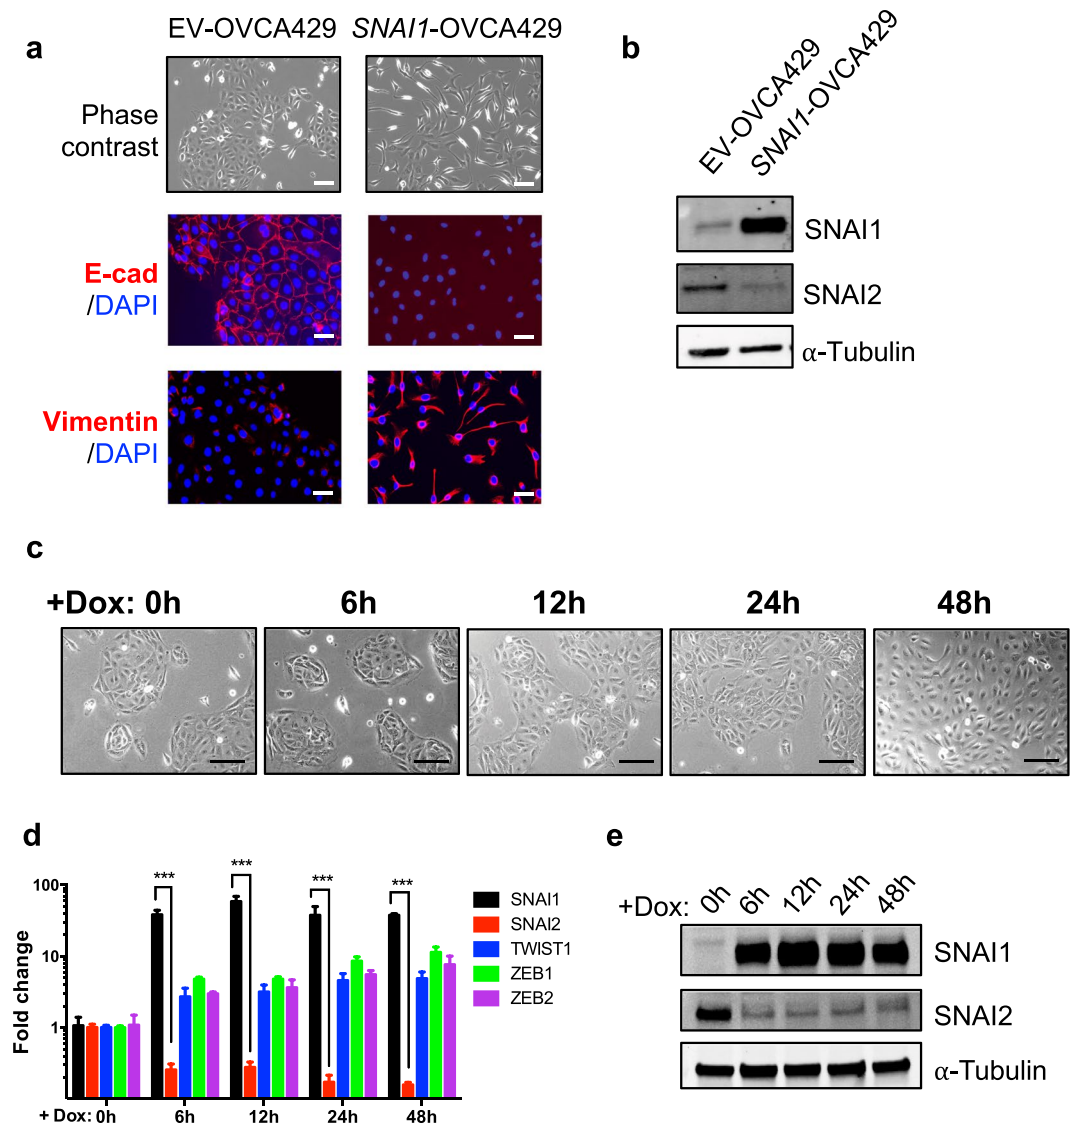 a
EV-OVCA429 SNAI1-OVCA429
Phase
contrast
E-cad
/DAPI
Vimentin
/DAPI
b
EV-OVCA429
SNAI1-OVCA429
SNAI1
SNAI2
α-Tubulin
c
+Dox: 0h 6h 12h 24h 48h
d
Fold change
100
10
1
*** *** *** ***
SNAI1
SNAI2
TWIST1
ZEB1
ZEB2
+ Dox: 0h 6h 12h 24h 48h
e
+Dox: 0h 6h 12h 24h 48h
SNAI1
SNAI2
α-Tubulin